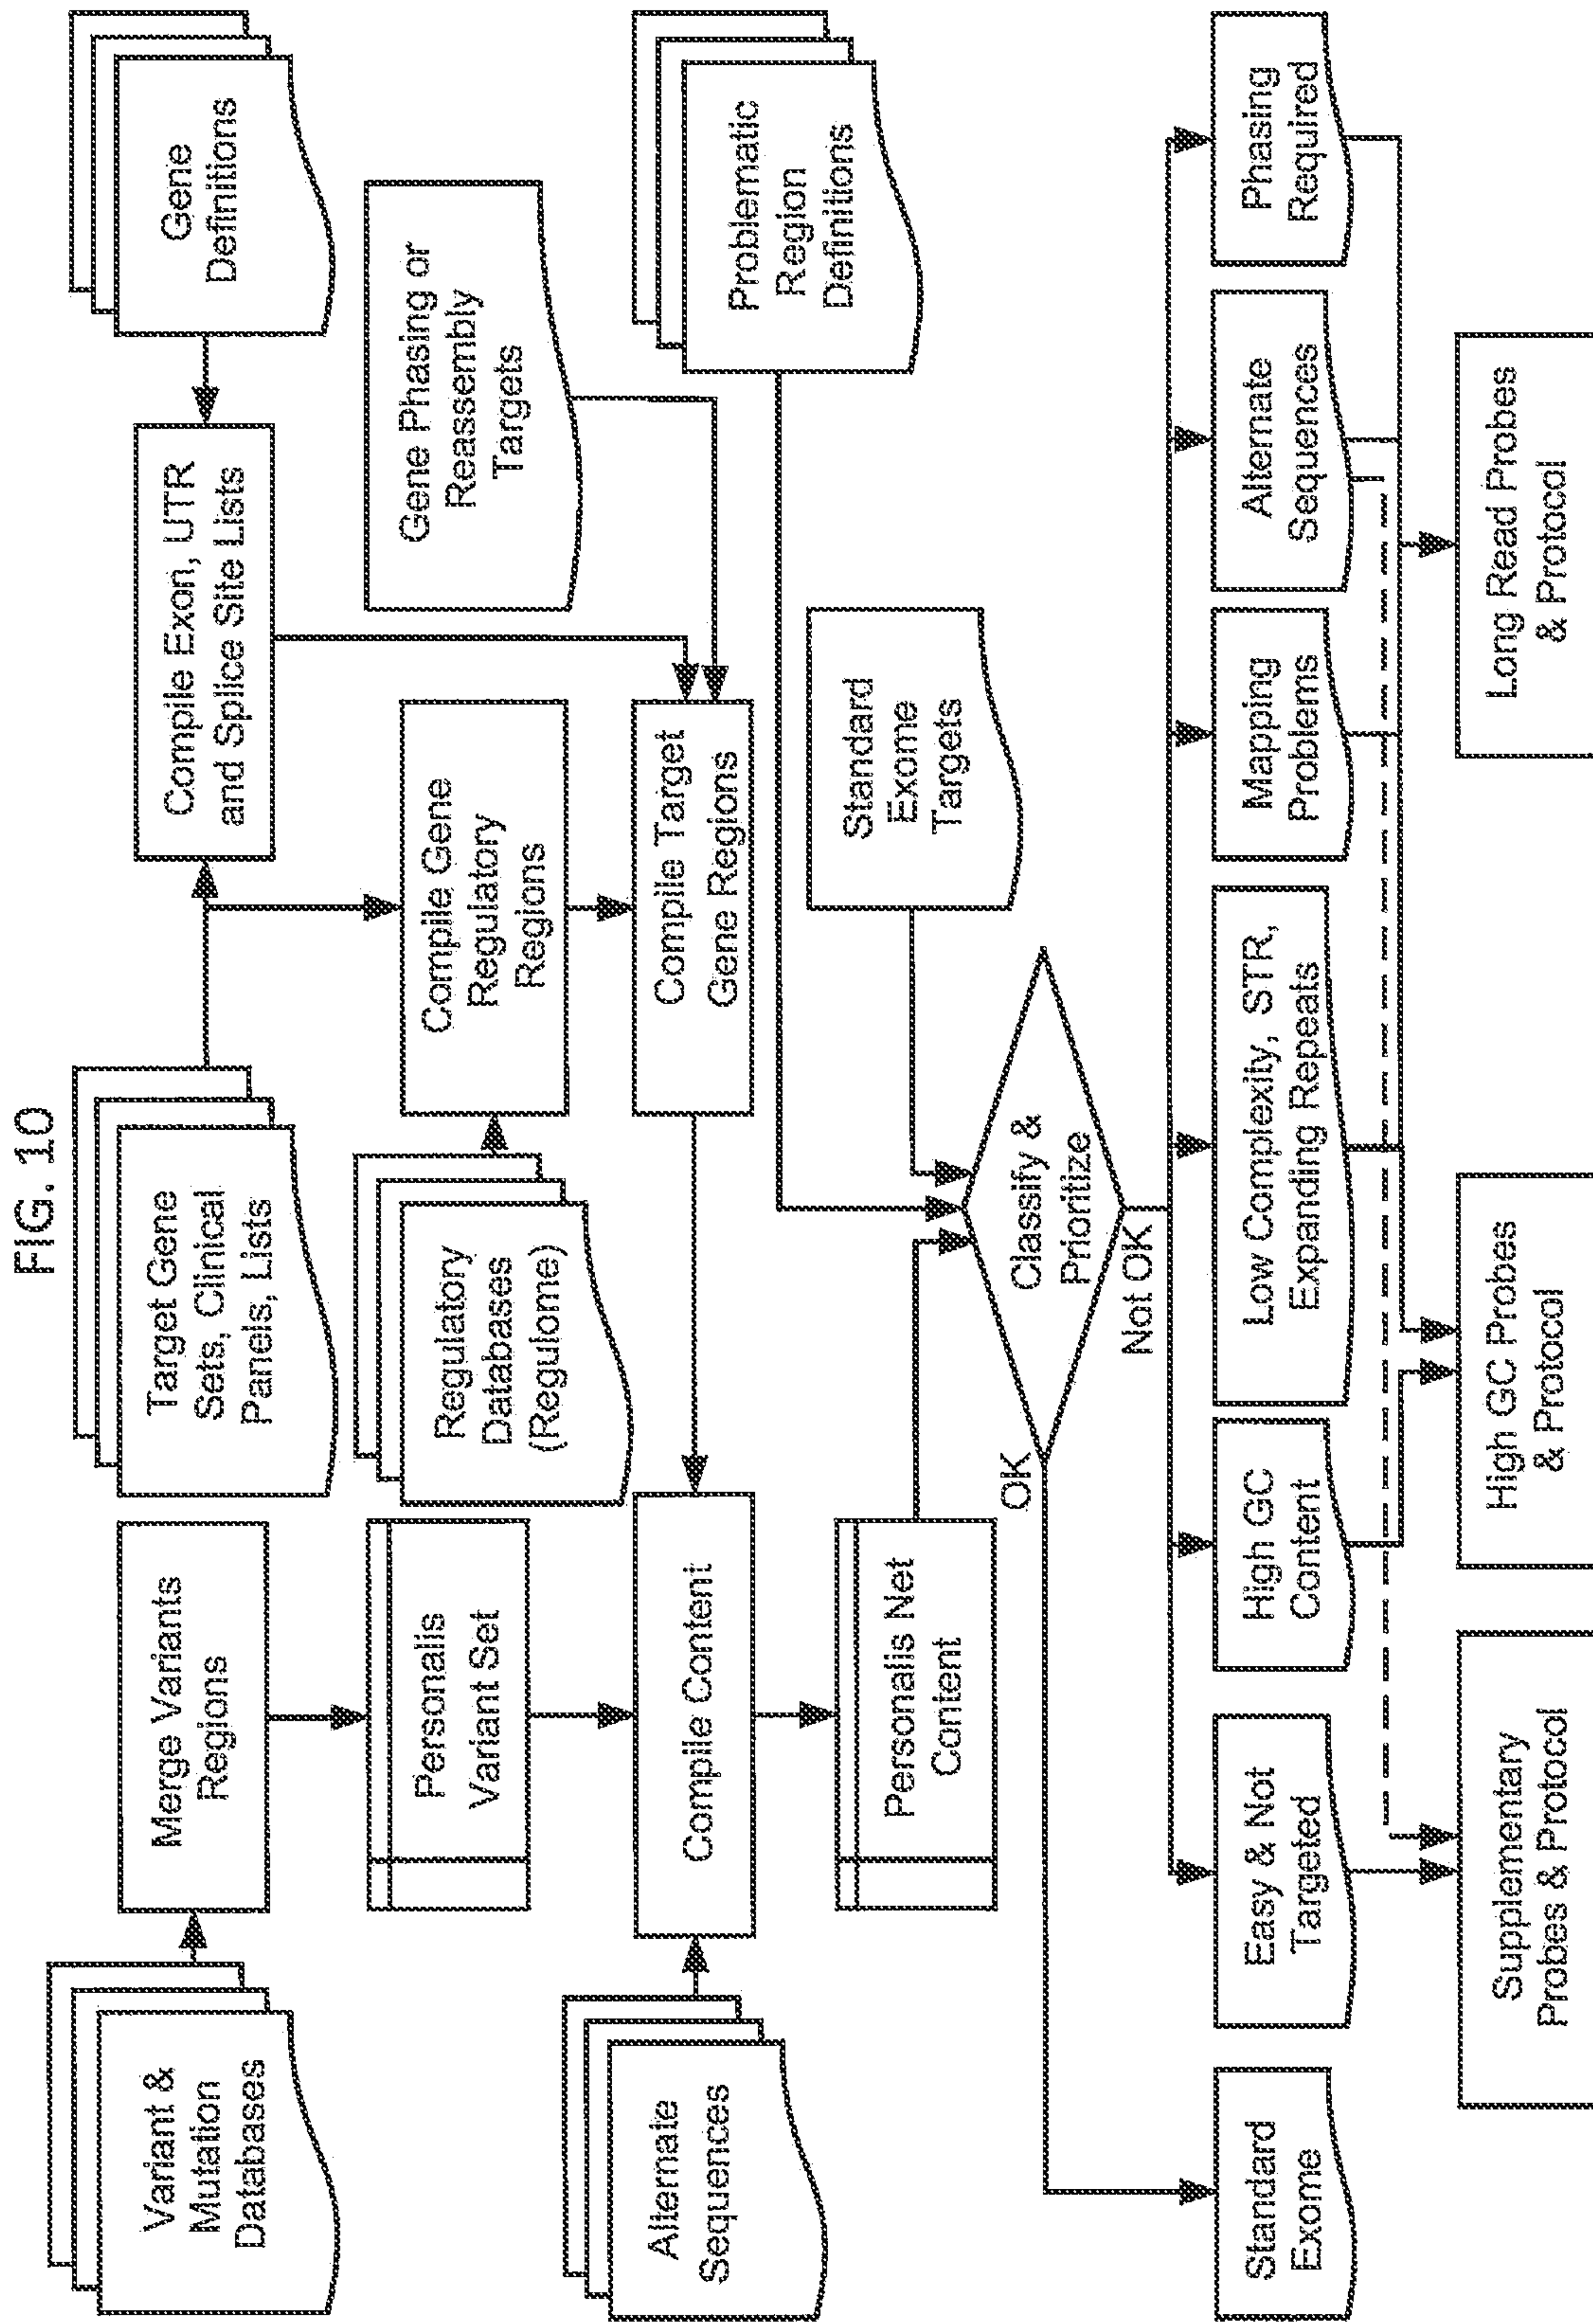 FIG. 10
Variant &
Mutation
Databases
Merge Variants
Regions
Target Gene
Sets, Clinical
Panels, Lists
Compile Exon, UTR
and Splice Site Lists
Gene
Definitions
Personalis
Variant Set
Regulatory
Databases
(Regulome)
Compile Gene
Regulatory
Regions
Gene Phasing or
Reassembly
Targets
Alternate
Sequences
Compile Content
Compile Target
Gene Regions
Problematic
Region
Definitions
Personalis Net
Content
Standard
Exome
Targets
Classify &
Prioritize
OK
Not OK
Standard
Exome
Easy & Not
Targeted
High GC
Content
Low Complexity, STR,
Expanding Repeats
Mapping
Problems
Alternate
Sequences
Phasing
Required
Supplementary
Probes & Protocol
High GC Probes
& Protocol
Long Read Probes
& Protocol